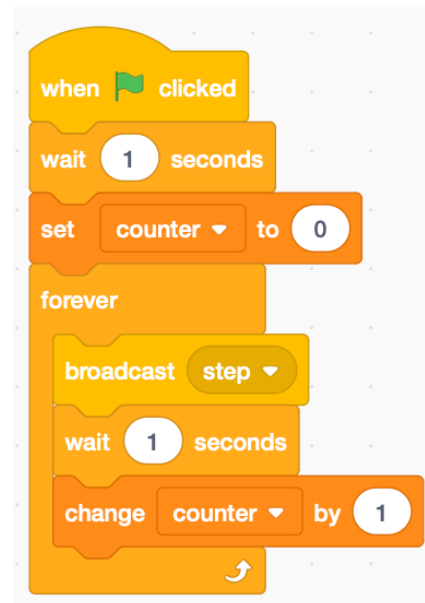 when clicked
wait 1 seconds
set counter to 0
forever
broadcast step
wait 1 seconds
change counter by 1